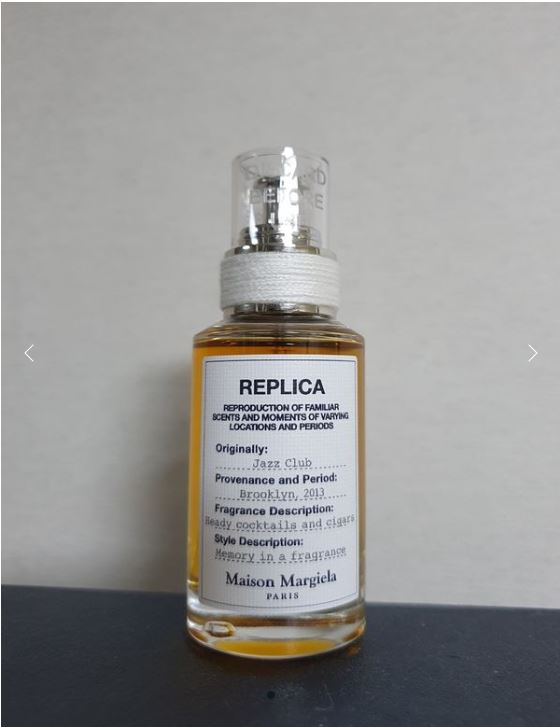 REPLICA
REPRODUCTION OF FAMILIAR
SCENTS AND MOMENTS OF VARYING
LOCATIONS AND PERIODS
Originally:
Jazz Club
Provenance and Period:
Brooklyn, 2013
Fragrance Description:
Heady cocktails and cigars
Style Description:
Memory in a fragrance
Maison Margiela
PARIS